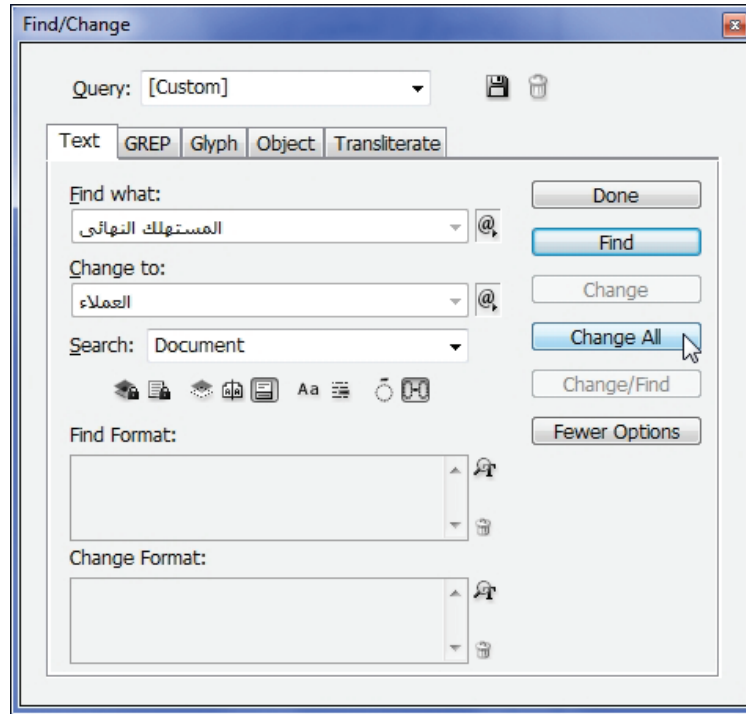 Find/Change
Query: [Custom]
Text GREP Glyph Object Transliterate
Find what:
المستهلك النهائى
Change to:
العملاء
Search: Document
Aa
Find Format:
Change Format:
Done
Find
Change
Change All
Change/Find
Fewer Options